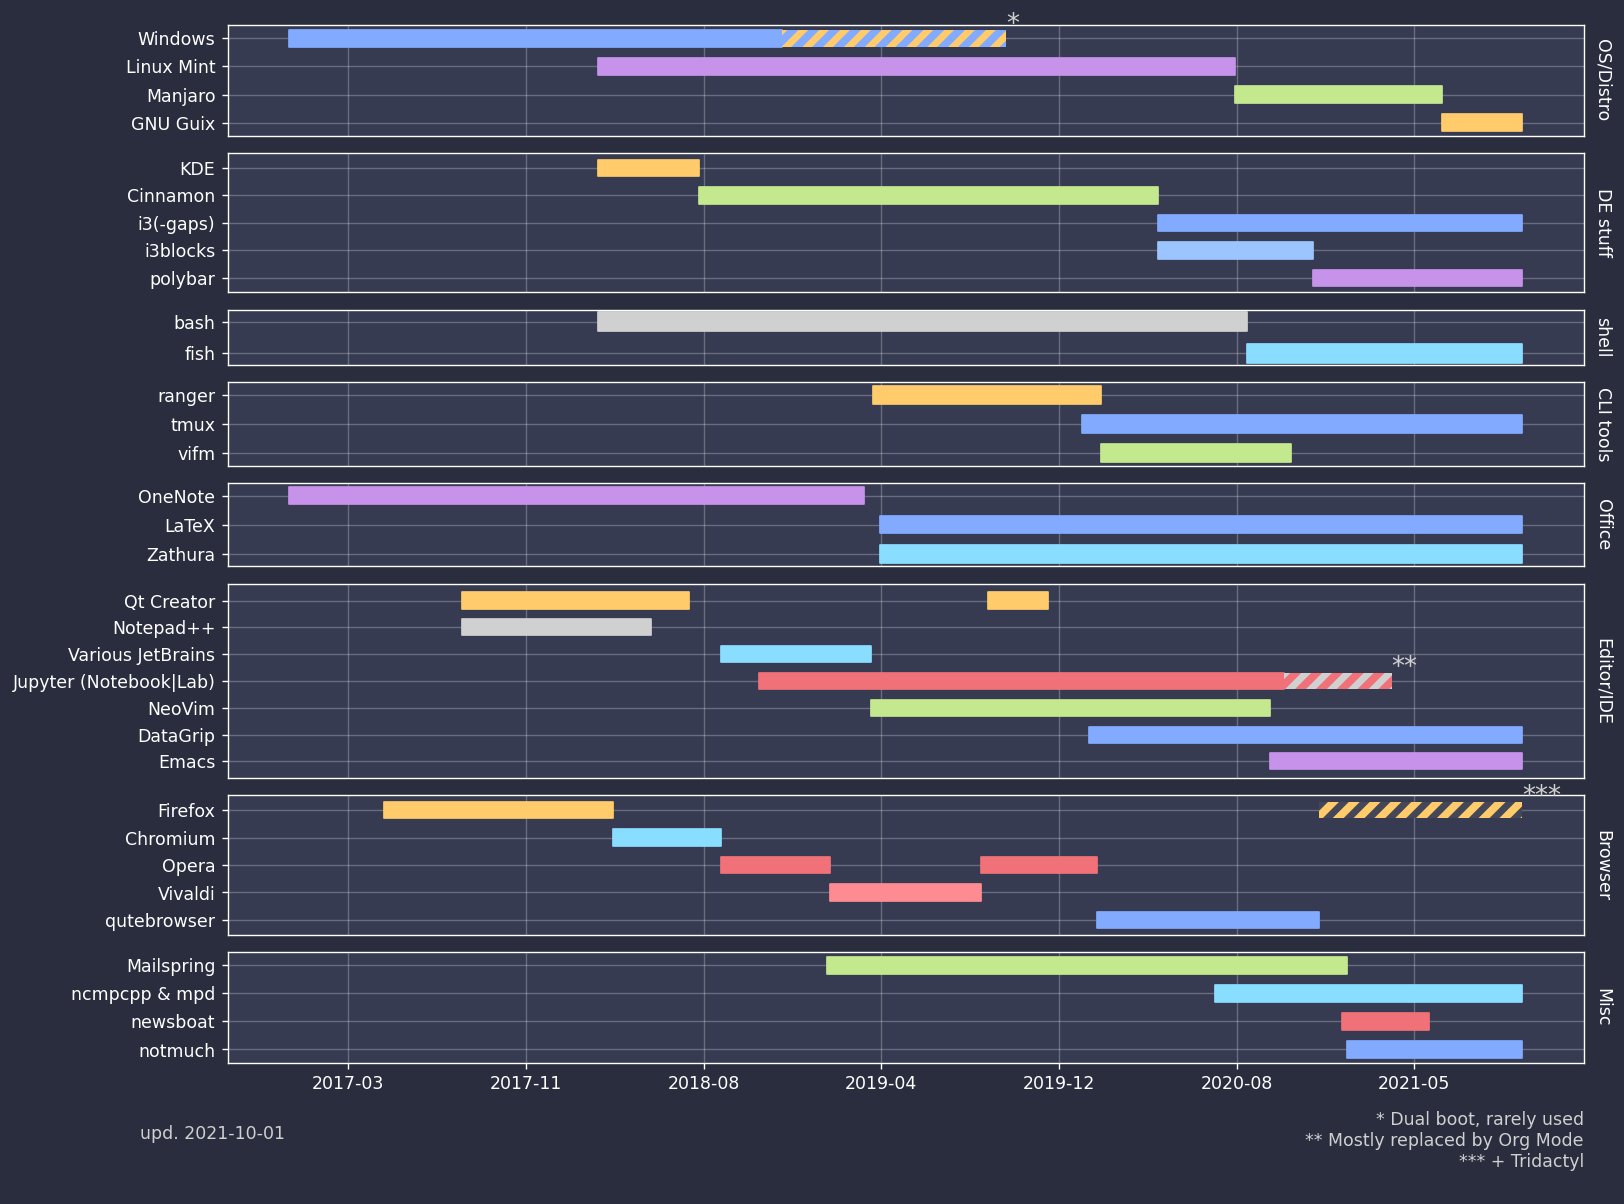 *
Windows
Linux Mint
Manjaro
GNU Guix
OS/Distro
KDE
Cinnamon
i3(-gaps)
i3blocks
polybar
DE stuff
bash
fish
shell
ranger
tmux
vifm
CLI tools
OneNote
LaTeX
Zathura
Office
Qt Creator
Notepad++
Various JetBrains
**
Jupyter (Notebook|Lab)
NeoVim
DataGrip
Emacs
Editor/IDE
***
Firefox
Chromium
Opera
Vivaldi
qutebrowser
Browser
Mailspring
ncmpcpp & mpd
newsboat
notmuch
Misc
2017-03 2017-11 2018-08 2019-04 2019-12 2020-08 2021-05
upd. 2021-10-01
* Dual boot, rarely used
** Mostly replaced by Org Mode
*** + Tridactyl